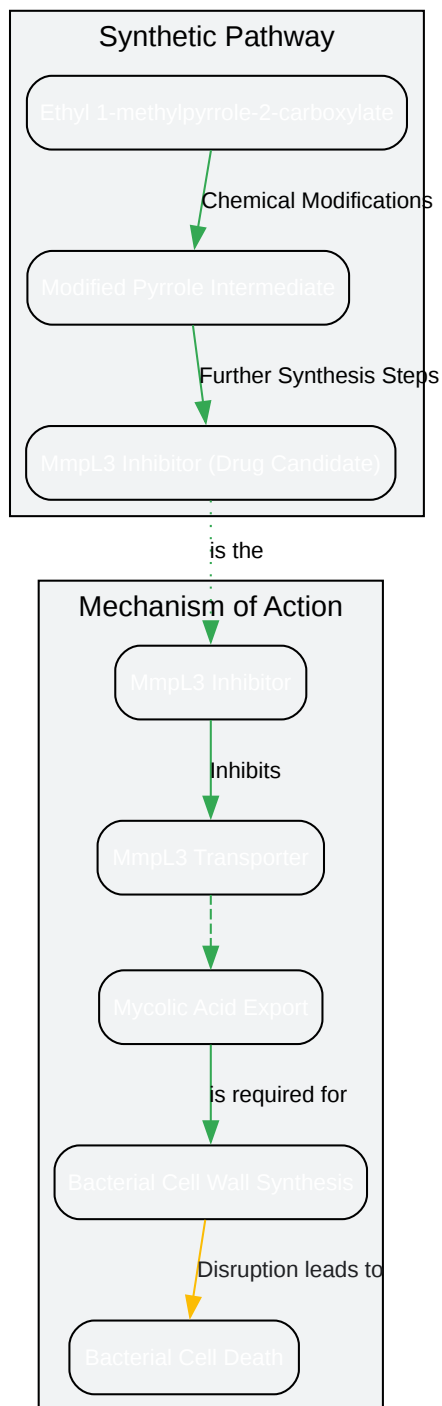 Synthetic Pathway
Ethyl 1-methylpyrrole-2-carboxylate
Chemical Modifications
Modified Pyrrole Intermediate
Further Synthesis Steps
MmpL3 Inhibitor (Drug Candidate)
is the
Mechanism of Action
MmpL3 Inhibitor
Inhibits
MmpL3 Transporter
Mycolic Acid Export
is required for
Bacterial Cell Wall Synthesis
Disruption leads to
Bacterial Cell Death